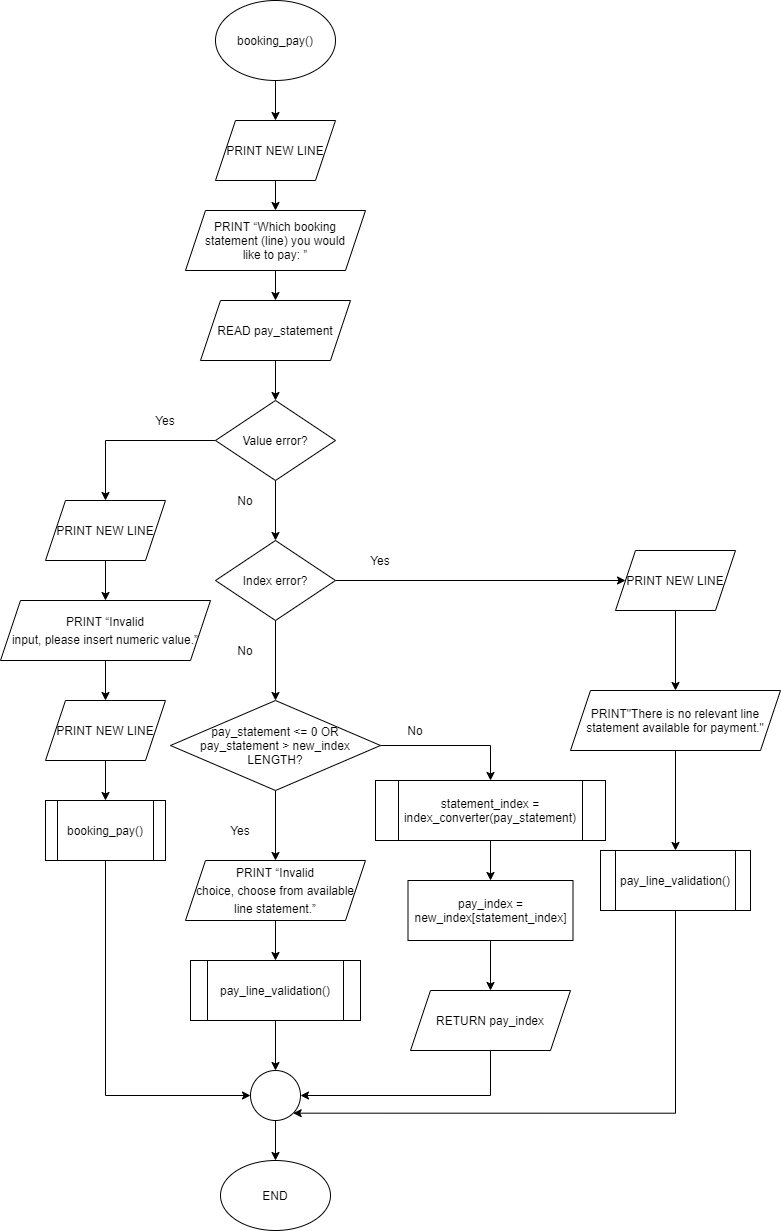 booking_pay()
PRINT NEW LINE
PRINT “Which booking
statement (line) you would
like to pay: ”
READ pay_statement
Yes
Value error?
No
PRINT NEW LINE
Index error?
Yes
PRINT NEW LINE
PRINT “Invalid
input, please insert numeric value.”
No
PRINT NEW LINE
pay_statement <= 0 OR
pay_statement > new_index
LENGTH?
No
PRINT"There is no relevant line
statement available for payment."
booking_pay()
Yes
statement_index =
index_converter(pay_statement)
PRINT “Invalid
choice, choose from available
line statement.”
pay_index =
new_index[statement_index]
pay_line_validation()
pay_line_validation()
RETURN pay_index
END